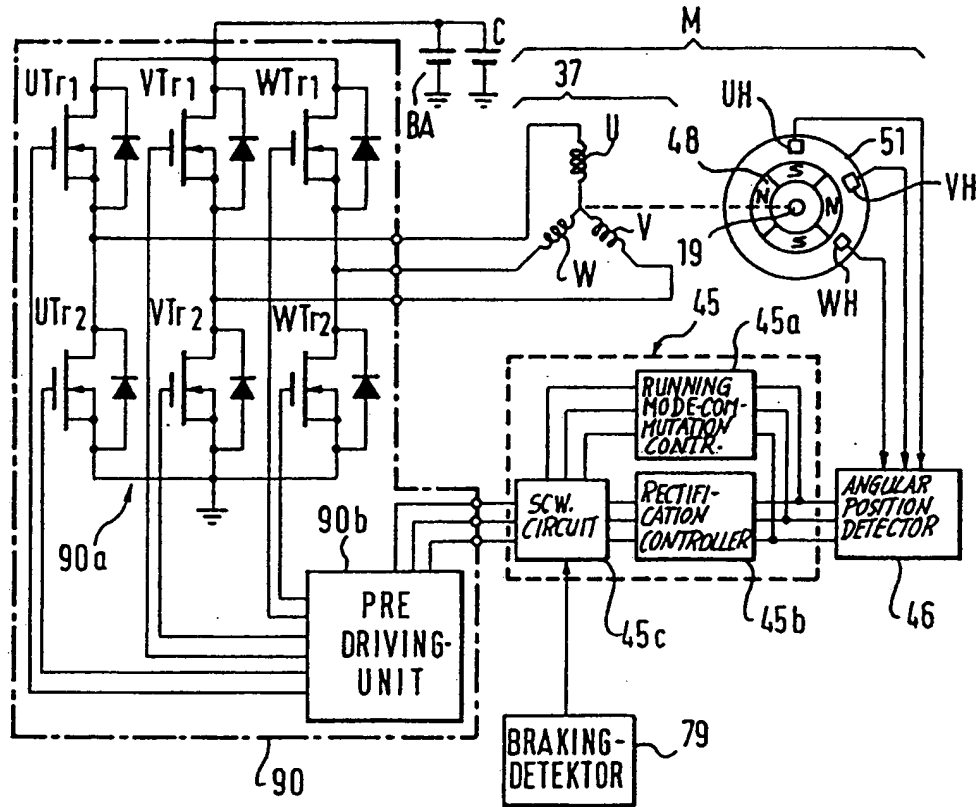 C
M
BA
37
UTr1
VTr1
WTr1
U
UH
48
51
VH
S
N
N
S
19
V
W
WH
UTr2
VTr2
WTr2
45
45a
RUNNING
MODE-COM-
MUTATION
CONTR.
90a
90b
SCW.
CIRCUIT
RECTIFI-
CATION
CONTROLLER
ANGULAR
POSITION
DETECTOR
PRE
DRIVING-
UNIT
45c
45b
46
90
BRAKING-
DETEKTOR
79